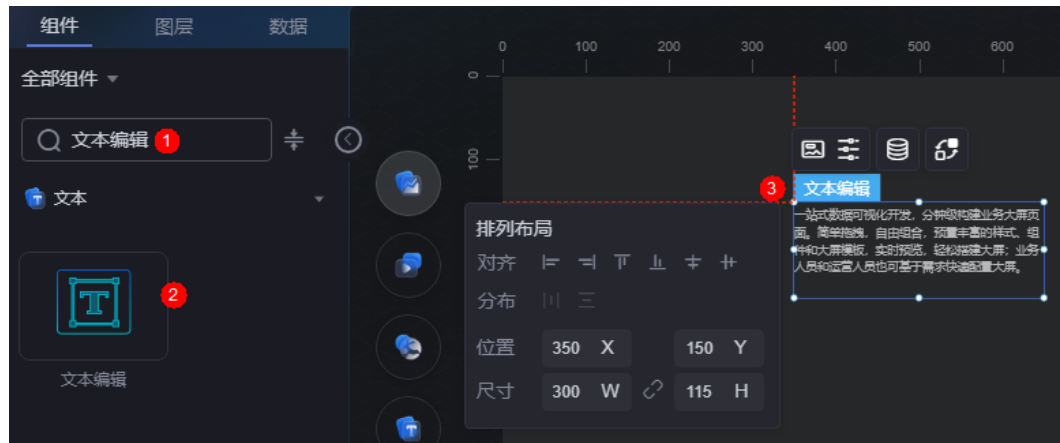 组件 图层 数据
全部组件
文本编辑 1
文本
2
文本编辑
0 100 200 300 400 500 600
0
100
3 文本编辑
一站式数据可视化开发，分钟级构建业务大屏页
面。简单拖拽，自由组合，预置丰富的样式、组
件和大屏模板，实时预览，轻松搭建大屏；业务
人员和运营人员也可基于需求快速配置大屏。
排列布局
对齐
分布
位置 350 X 150 Y
尺寸 300 W 115 H